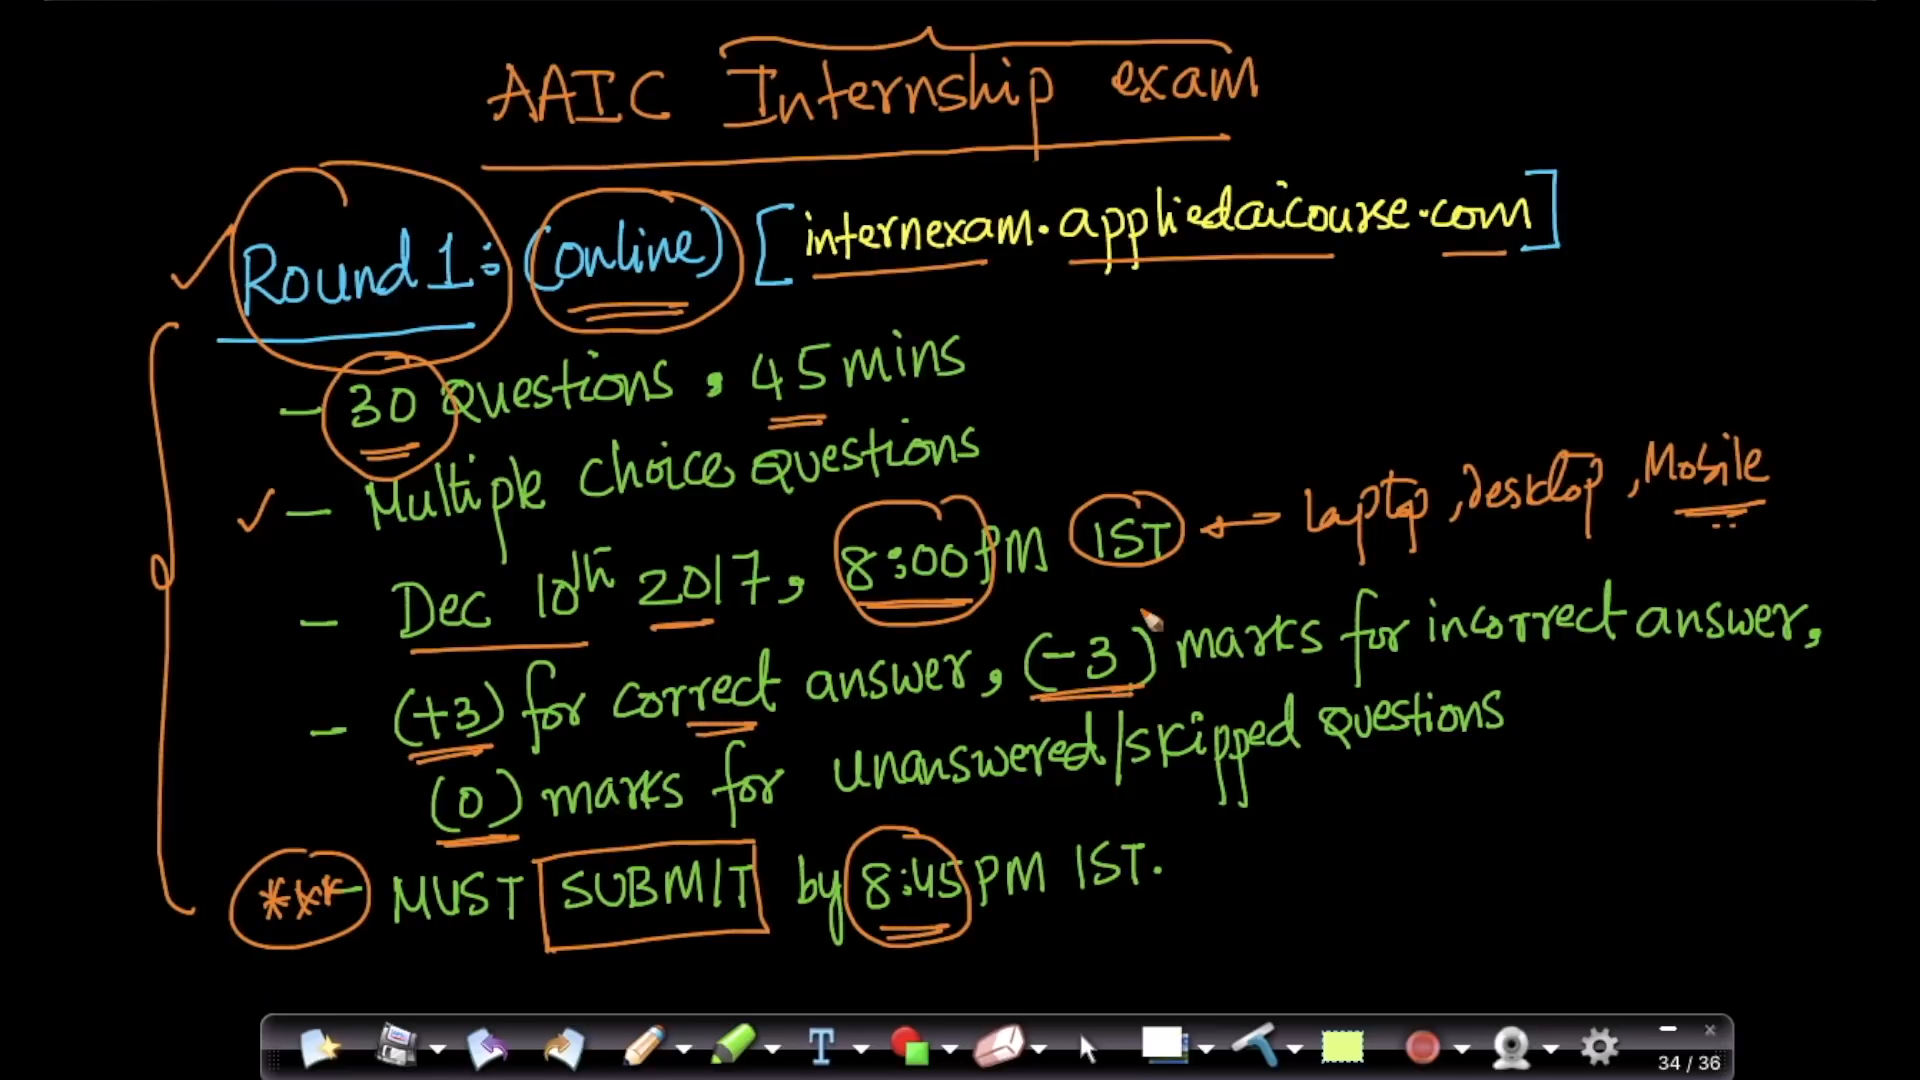 AAIC Internship exam
Round 1: (online) [internexam.appliedaicourse.com]
- 30 Questions, 45 mins
- Multiple choice Questions
- Dec 10th 2017, 8:00 PM IST ← laptop, Desktop, Mobile
- (+3) for correct answer, (-3) marks for incorrect answer,
(0) marks for unanswered/skipped questions
*** - MUST SUBMIT by 8:45 PM IST.
T
34 / 36